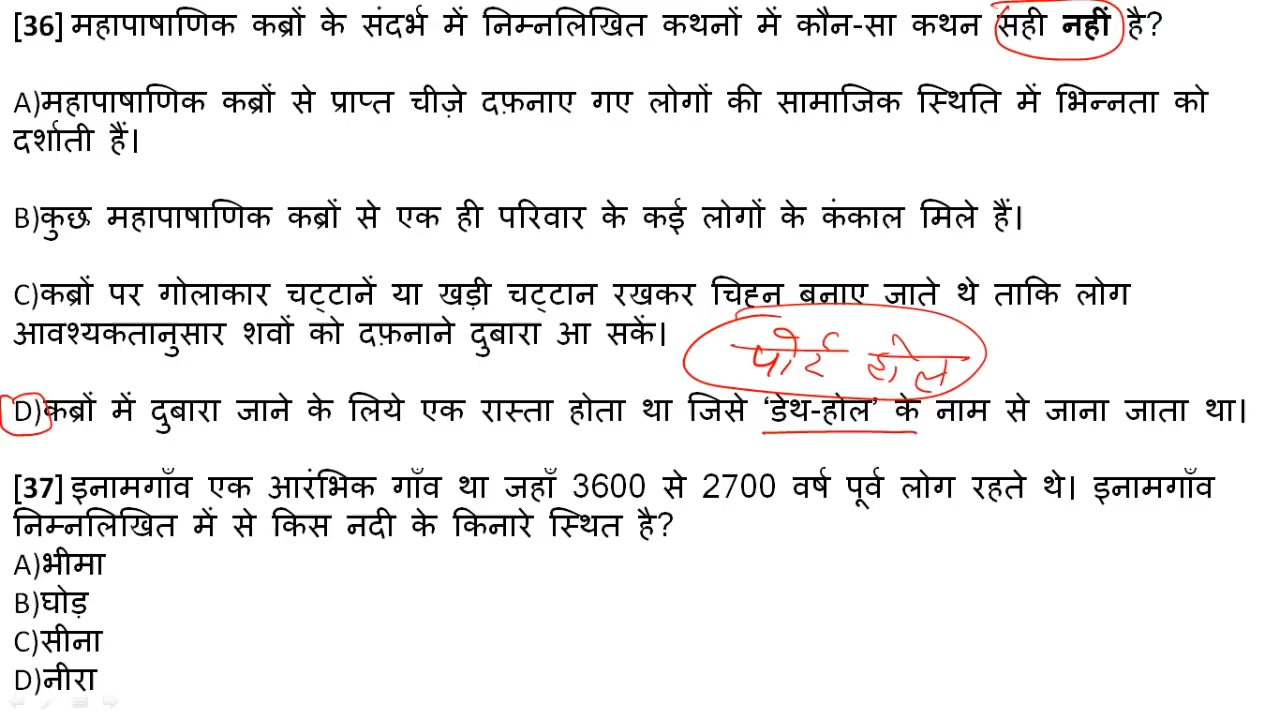 [36] महापाषाणिक कब्रों के संदर्भ में निम्नलिखित कथनों में कौन-सा कथन सही नहीं है?
A)महापाषाणिक कब्रों से प्राप्त चीज़े दफ़नाए गए लोगों की सामाजिक स्थिति में भिन्नता को
दर्शाती हैं।
B)कुछ महापाषाणिक कब्रों से एक ही परिवार के कई लोगों के कंकाल मिले हैं।
C)कब्रों पर गोलाकार चट्टानें या खड़ी चट्टान रखकर चिह्न बनाए जाते थे ताकि लोग
आवश्यकतानुसार शवों को दफ़नाने दुबारा आ सकें।
पोर्ट होल
D)कब्रों में दुबारा जाने के लिये एक रास्ता होता था जिसे ‘डेथ-होल’ के नाम से जाना जाता था।
[37] इनामगाँव एक आरंभिक गाँव था जहाँ 3600 से 2700 वर्ष पूर्व लोग रहते थे। इनामगाँव
निम्नलिखित में से किस नदी के किनारे स्थित है?
A)भीमा
B)घोड़
C)सीना
D)नीरा